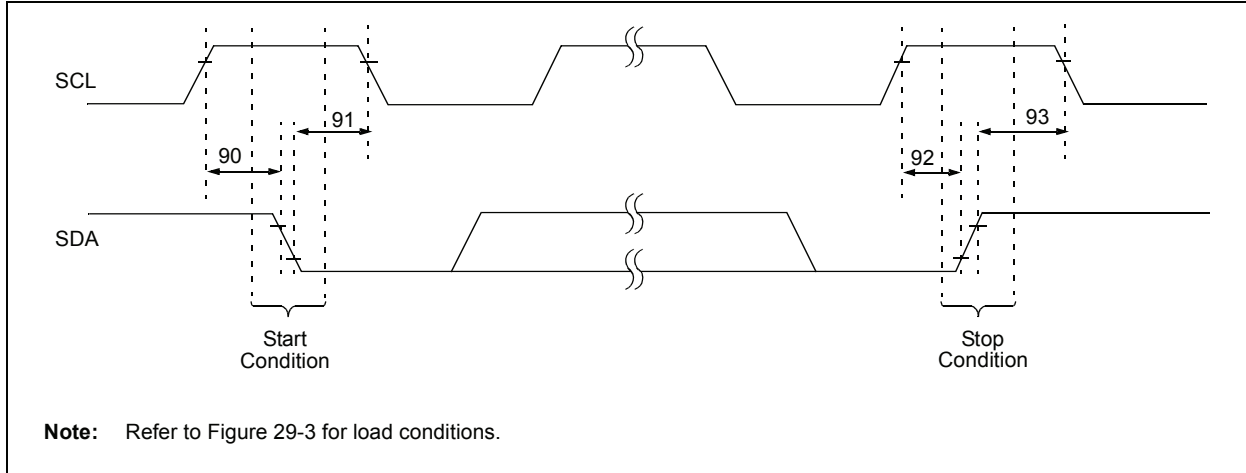 SCL
91
93
90
92
SDA
Start
Condition
Stop
Condition
Note: Refer to Figure 29-3 for load conditions.